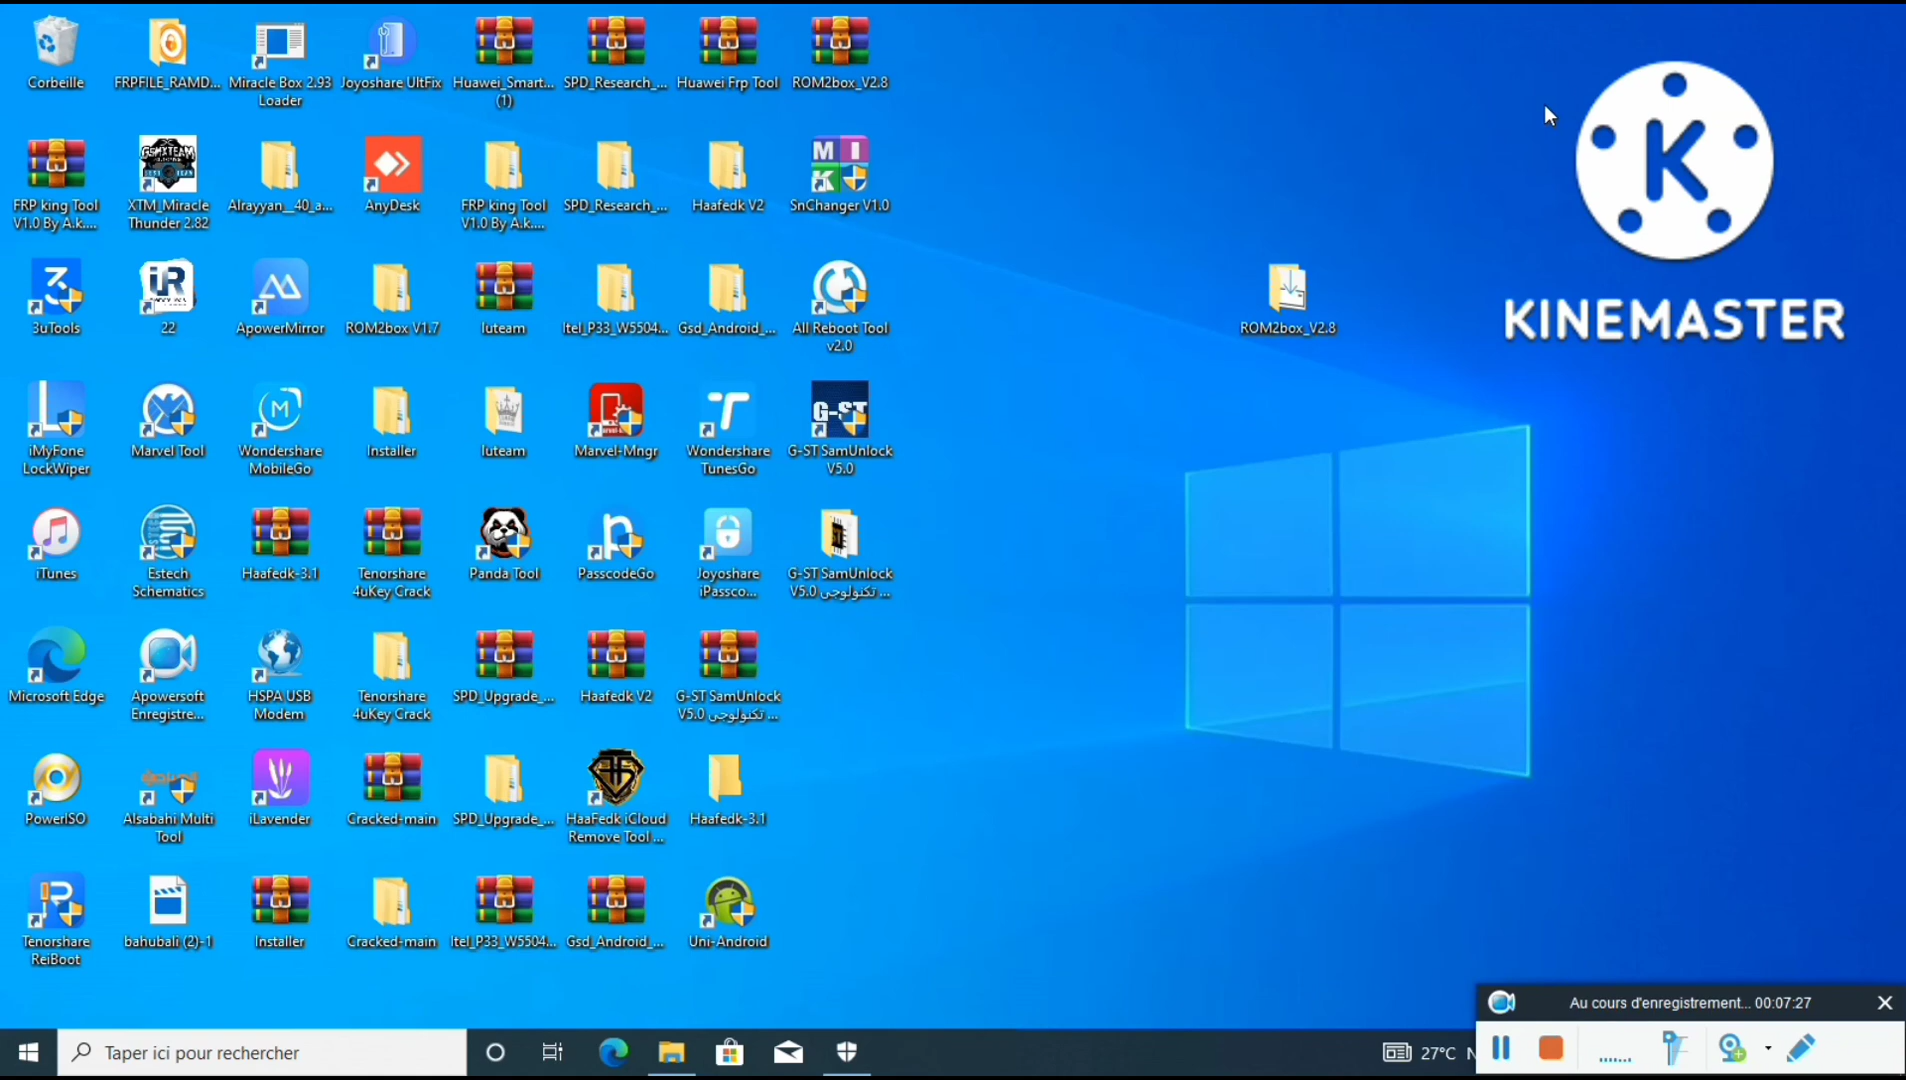 Corbeille
FRPFILE_RAMD...
Miracle Box 2.93
Loader
Joyoshare UltFix
Huawei_Smart...
(1)
SPD_Research_...
Huawei Frp Tool
ROM2box_V2.8
FRP king Tool
V1.0 By A.k....
XTM_Miracle
Thunder 2.82
Alrayyan__40_a...
AnyDesk
FRP king Tool
V1.0 By A.k....
SPD_Research_...
Haafedk V2
M I
K
SnChanger V1.0
3uTools
iR
22
ApowerMirror
ROM2box V1.7
luteam
Itel_P33_W5504...
Gsd_Android_...
All Reboot Tool
v2.0
ROM2box_V2.8
K
KINEMASTER
iMyFone
LockWiper
Marvel Tool
Wondershare
MobileGo
Installer
luteam
Marvel-Mngr
Wondershare
TunesGo
G-ST
G-ST SamUnlock
V5.0
iTunes
Estech
Schematics
Haafedk-3.1
Tenorshare
4uKey Crack
Panda Tool
PasscodeGo
Joyoshare
iPassco...
G-ST SamUnlock
V5.0 تكنولوجى ...
Microsoft Edge
Apowersoft
Enregistre...
HSPA USB
Modem
Tenorshare
4uKey Crack
SPD_Upgrade_...
Haafedk V2
G-ST SamUnlock
V5.0 تكنولوجى ...
PowerISO
Alsabahi Multi
Tool
iLavender
Cracked-main
SPD_Upgrade_...
HaaFedk iCloud
Remove Tool ...
Haafedk-3.1
Tenorshare
ReiBoot
bahubali (2)-1
Installer
Cracked-main
Itel_P33_W5504...
Gsd_Android_...
Uni-Android
Au cours d'enregistrement... 00:07:27
Taper ici pour rechercher
27°C